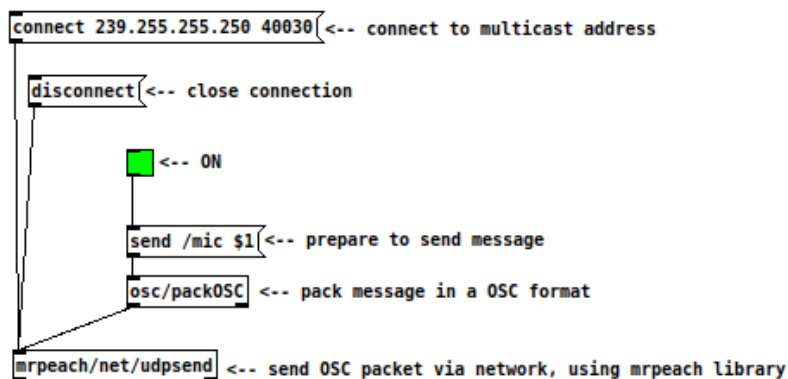 connect 239.255.255.250 40030 <-- connect to multicast address
disconnect <-- close connection
<-- ON
send /mic $1 <-- prepare to send message
osc/packOSC <-- pack message in a OSC format
mrpeach/net/udpsend <-- send OSC packet via network, using mrpeach library